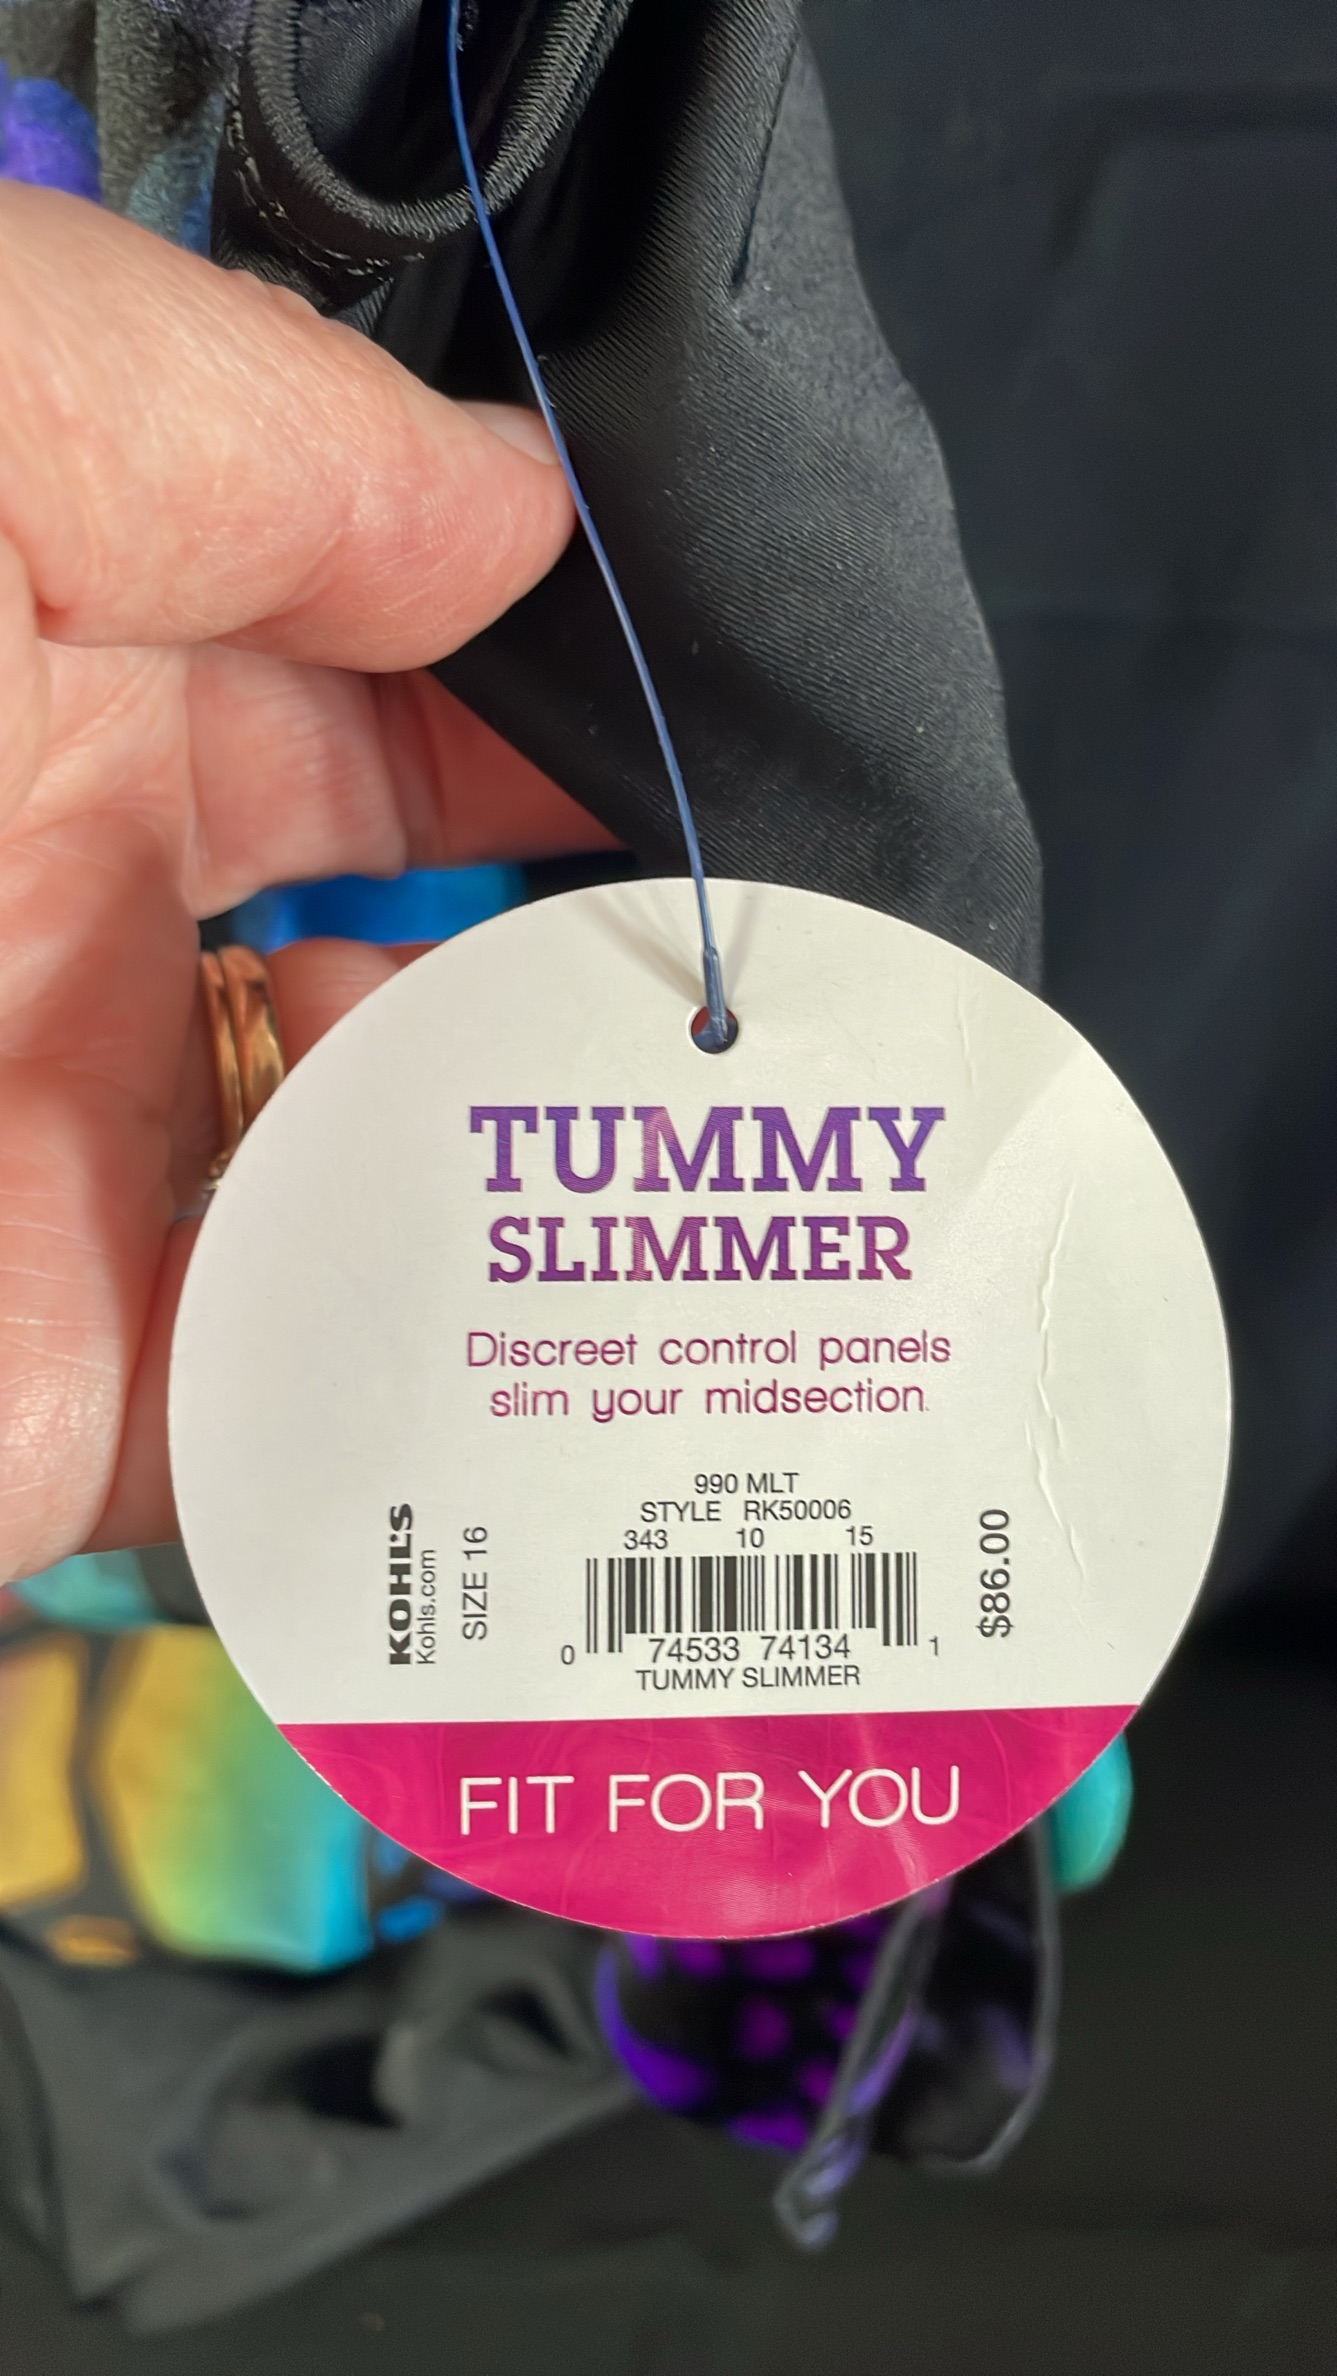 TUMMY
SLIMMER
Discreet control panels
slim your midsection.
990 MLT
STYLE RK50006
343 10 15
KOHL'S
Kohls.com
SIZE 16
$86.00
0 74533 74134 1
TUMMY SLIMMER
FIT FOR YOU